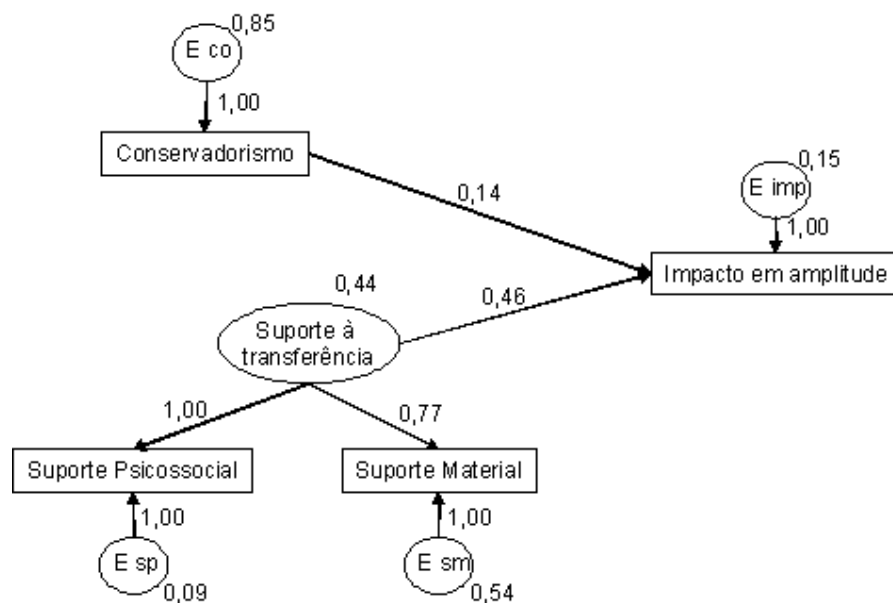 0,85
E co
1,00
Conservadorismo
0,15
E imp
0,14
1,00
Impacto em amplitude
0,44
0,46
Suporte à
transferência
1,00
0,77
Suporte Psicossocial
Suporte Material
1,00
1,00
E sp
E sm
0,09
0,54